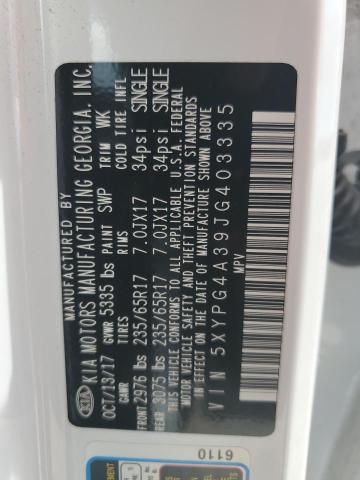 MANUFACTURED BY
KIA KIA MOTORS MANUFACTURING GEORGIA, INC.
OCT/13/17 GVWR 5335 lbs PAINT SWP TRIM WK
GAWR TIRES RIMS COLD TIRE INFL
FRONT 2976 lbs 235/65R17 7.0JX17 34psi SINGLE
REAR 3075 lbs 235/65R17 7.0JX17 34psi SINGLE
THIS VEHICLE CONFORMS TO ALL APPLICABLE U.S.A. FEDERAL
MOTOR VEHICLE SAFETY AND THEFT PREVENTION STANDARDS
IN EFFECT ON THE DATE OF MANUFACTURE SHOWN ABOVE
VIN 5XYPG4A39JG403335
MPV
6110